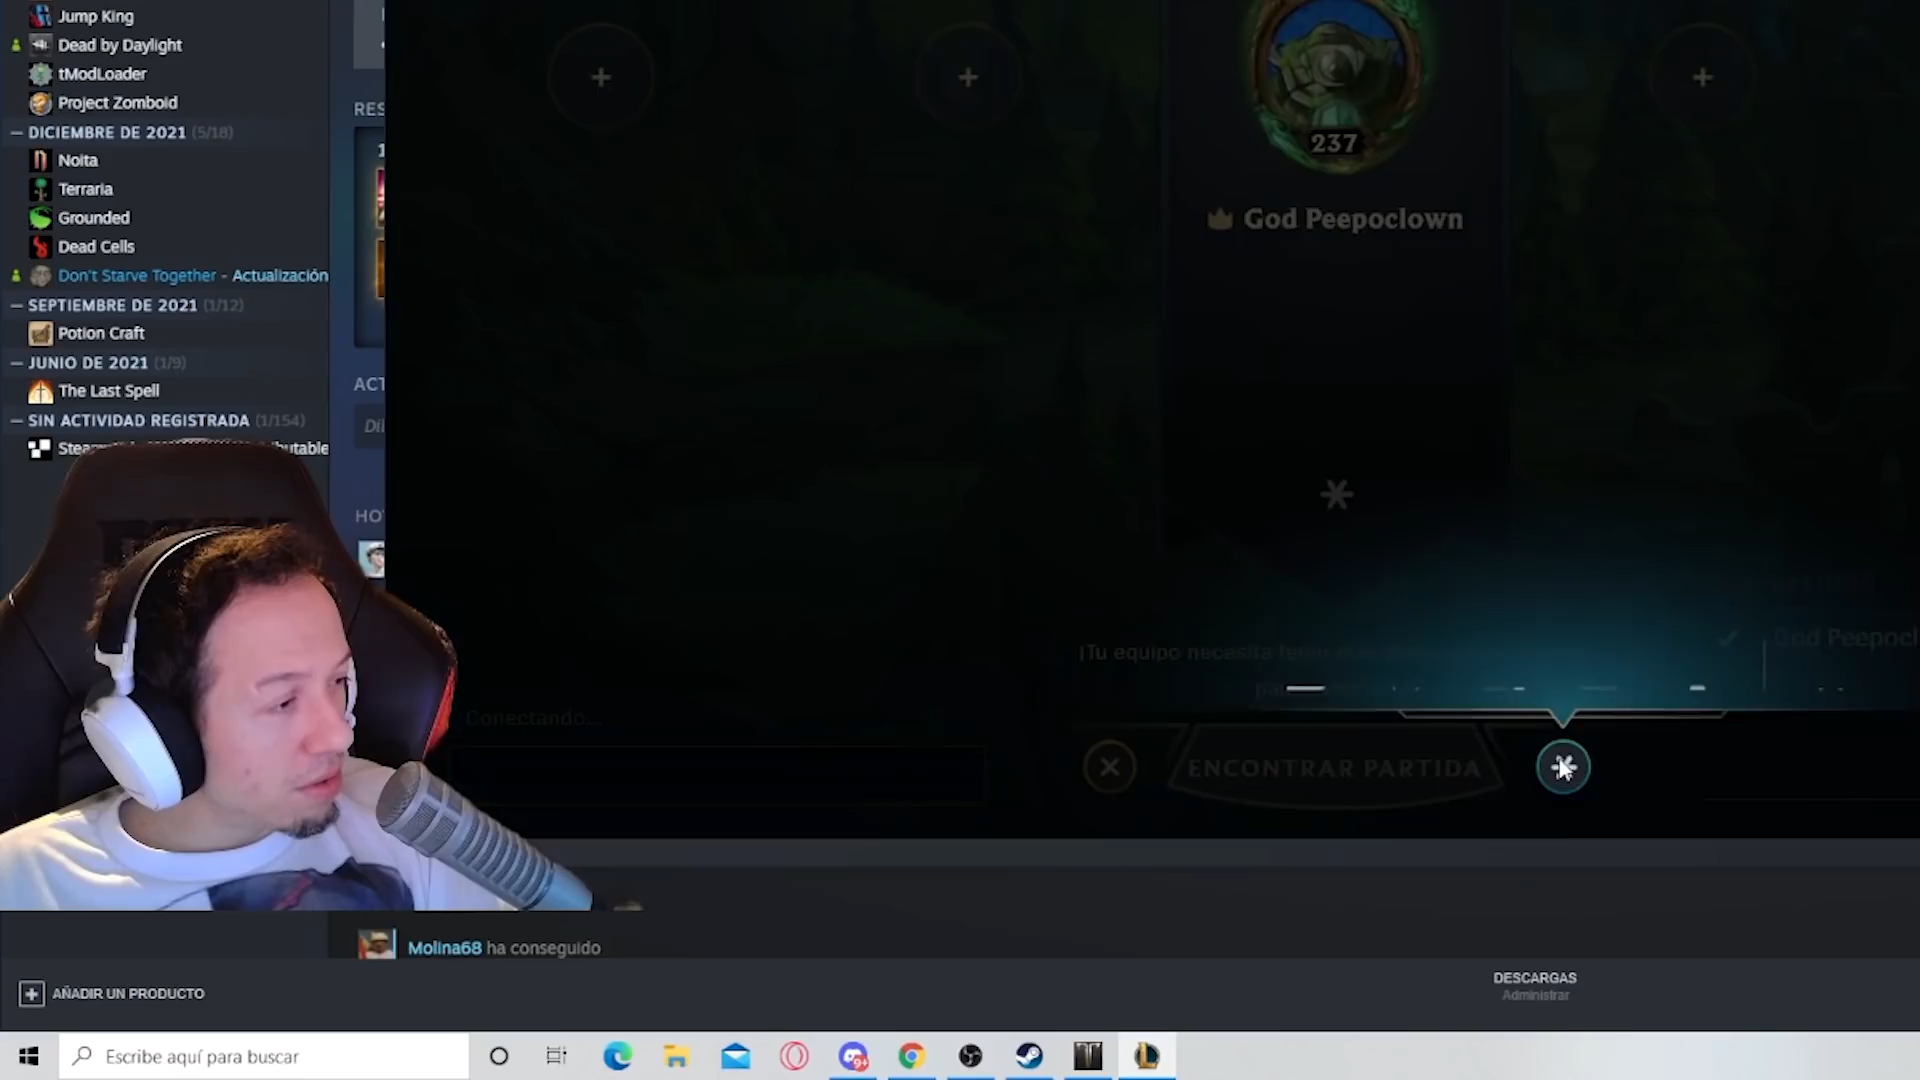 Jump King
Dead by Daylight
tModLoader
Project Zomboid
— DICIEMBRE DE 2021 (5/18)
Noita
Terraria
Grounded
Dead Cells
Don't Starve Together - Actualización
— SEPTIEMBRE DE 2021 (1/12)
Potion Craft
— JUNIO DE 2021 (1/9)
The Last Spell
— SIN ACTIVIDAD REGISTRADA (1/154)
RES
ACT
HO
237
God Peepoclown
¡Tu equipo necesita
God Peepocl
Conectando...
ENCONTRAR PARTIDA
Molina68 ha conseguido
AÑADIR UN PRODUCTO
DESCARGAS
Administrar
Escribe aquí para buscar
9+